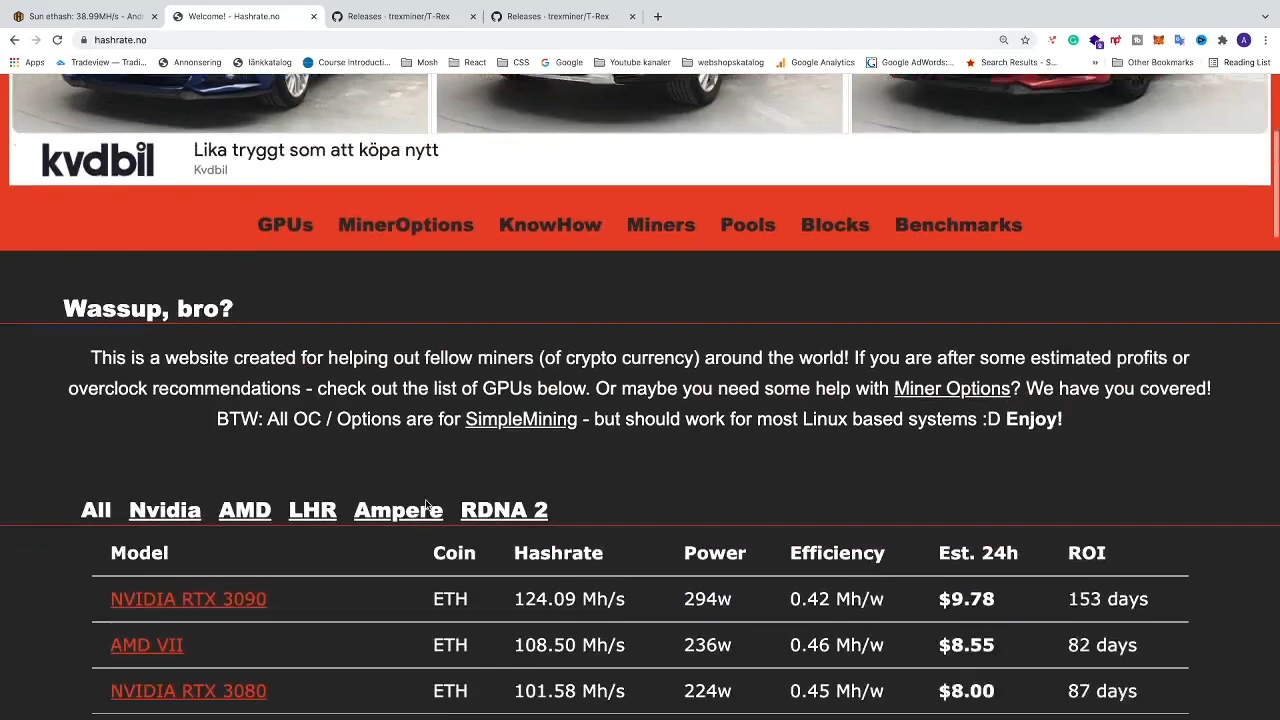 Sun ethash: 38.99MH/s - And
Welcome! - Hashrate.no
Releases · trexminer/T-Rex
Releases · trexminer/T-Rex
hashrate.no
A
Apps
Tradeview — Tradi...
Annonsering
länkkatalog
Course Introducti...
Mosh
React
CSS
Google
Youtube kanaler
webshopskatalog
Google Analytics
Google AdWords:...
Search Results - S...
»
Other Bookmarks
Reading List
kvdbil
Lika tryggt som att köpa nytt
Kvdbil
GPUs MinerOptions KnowHow Miners Pools Blocks Benchmarks
Wassup, bro?
This is a website created for helping out fellow miners (of crypto currency) around the world! If you are after some estimated profits or
overclock recommendations - check out the list of GPUs below. Or maybe you need some help with Miner Options? We have you covered!
BTW: All OC / Options are for SimpleMining - but should work for most Linux based systems :D Enjoy!
All Nvidia AMD LHR Ampere RDNA 2
Model Coin Hashrate Power Efficiency Est. 24h ROI
NVIDIA RTX 3090 ETH 124.09 Mh/s 294w 0.42 Mh/w $9.78 153 days
AMD VII ETH 108.50 Mh/s 236w 0.46 Mh/w $8.55 82 days
NVIDIA RTX 3080 ETH 101.58 Mh/s 224w 0.45 Mh/w $8.00 87 days